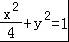 x²/4 + y² = 1